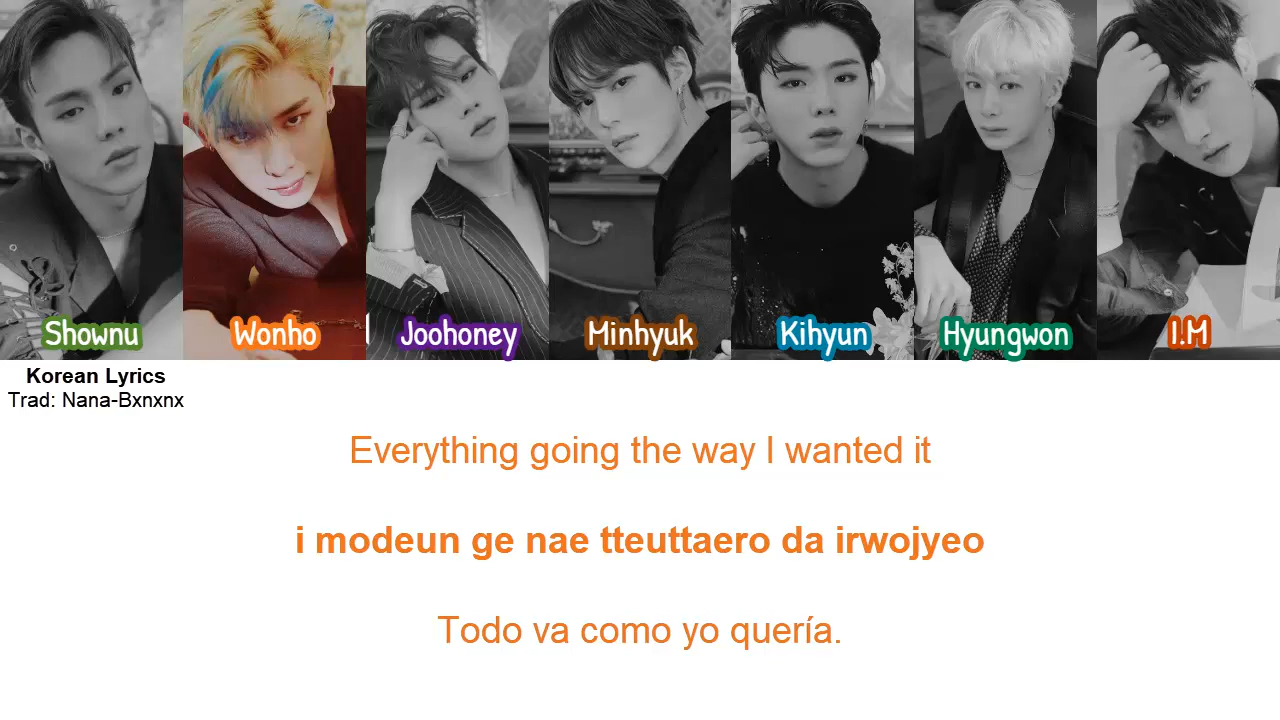 Shownu
Wonho
Joohoney
Minhyuk
Kihyun
Hyungwon
I.M
Korean Lyrics
Trad: Nana-Bxnxnx
Everything going the way I wanted it
i modeun ge nae tteuttaero da irwojyeo
Todo va como yo quería.